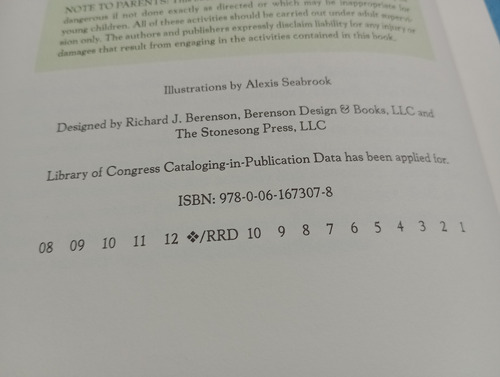 NOTE TO PARENTS: This
dangerous if not done exactly as directed or which may be inappropriate for
young children. All of these activities should be carried out under adult supervi-
sion only. The authors and publishers expressly disclaim liability for any injury or
damages that result from engaging in the activities contained in this book.
Illustrations by Alexis Seabrook
Designed by Richard J. Berenson, Berenson Design & Books, LLC and
The Stonesong Press, LLC
Library of Congress Cataloging-in-Publication Data has been applied for.
ISBN: 978-0-06-167307-8
08 09 10 11 12 ❖/RRD 10 9 8 7 6 5 4 3 2 1